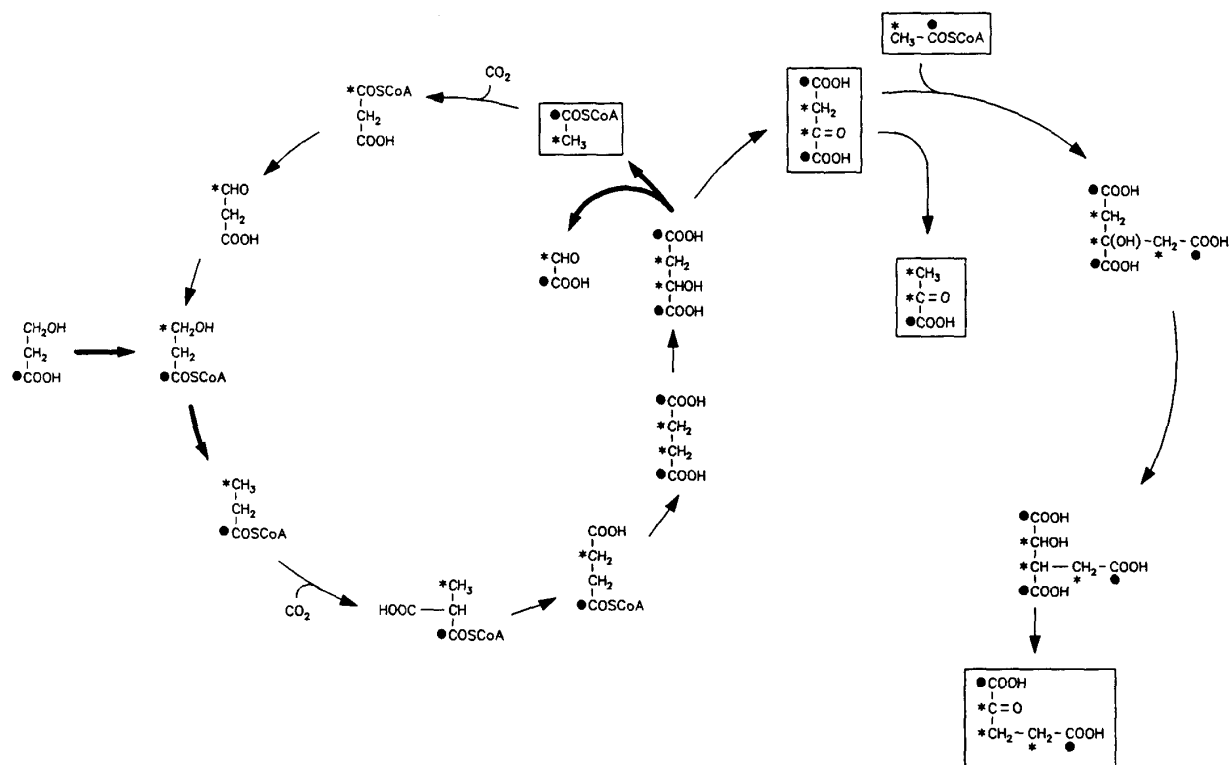 * CH₃-● COSCoA
CO₂
* COSCoA
CH₂
COOH
● COSCoA
* CH₃
● COOH
* CH₂
* C=O
● COOH
* CHO
CH₂
COOH
* CHO
● COOH
● COOH
* CH₂
* CHOH
● COOH
● COOH
* CH₂
* C(OH)-CH₂-COOH
* ●
● COOH
* CH₃
* C=O
● COOH
CH₂OH
CH₂
● COOH
* CH₂OH
CH₂
● COSCoA
● COOH
* CH₂
* CH₂
● COOH
* CH₃
CH₂
● COSCoA
CO₂
* CH₃
HOOC-CH
● COSCoA
COOH
* CH₂
CH₂
● COSCoA
● COOH
* CHOH
* CH-CH₂-COOH
* ●
● COOH
● COOH
* C=O
* CH₂-CH₂-COOH
* ●